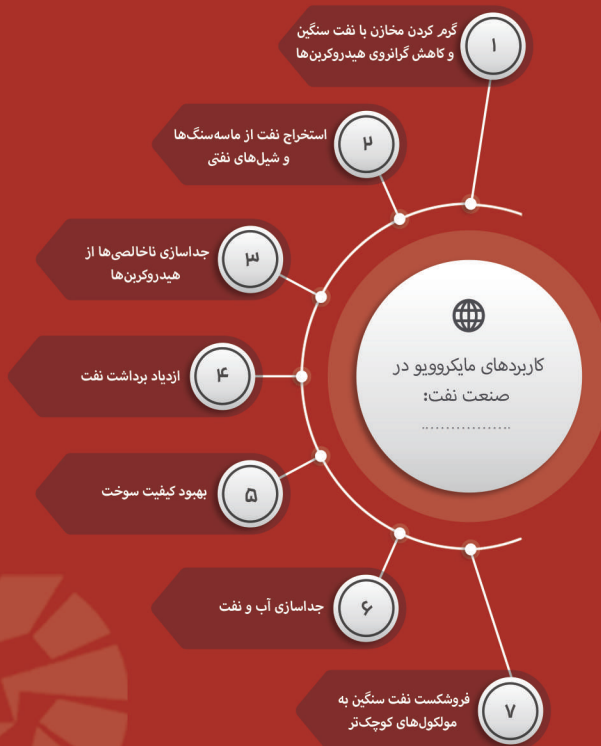 کاربردهای مایکروویو در
صنعت نفت:
.................
۱
گرم کردن مخازن با نفت سنگین
و کاهش گرانروی هیدروکربن‌ها
۲
استخراج نفت از ماسه‌سنگ‌ها
و شیل‌های نفتی
۳
جداسازی ناخالصی‌ها از
هیدروکربن‌ها
۴
ازدیاد برداشت نفت
۵
بهبود کیفیت سوخت
۶
جداسازی آب و نفت
۷
فروشکست نفت سنگین به
مولکول‌های کوچک‌تر